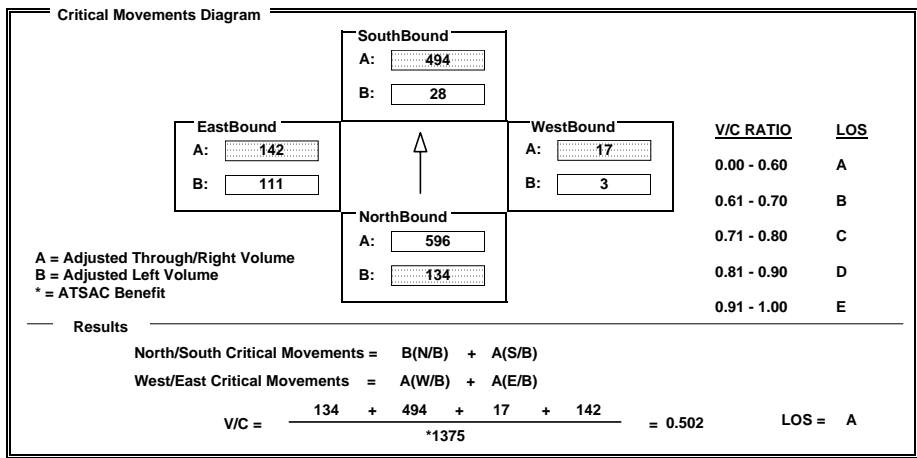 Critical Movements Diagram
SouthBound
A: 494
B: 28
EastBound
A: 142
B: 111
WestBound
A: 17
B: 3
NorthBound
A: 596
B: 134
V/C RATIO LOS
0.00 - 0.60 A
0.61 - 0.70 B
0.71 - 0.80 C
0.81 - 0.90 D
0.91 - 1.00 E
A = Adjusted Through/Right Volume
B = Adjusted Left Volume
* = ATSAC Benefit
Results
North/South Critical Movements = B(N/B) + A(S/B)
West/East Critical Movements = A(W/B) + A(E/B)
V/C = 134 + 494 + 17 + 142 = 0.502 LOS = A
*1375